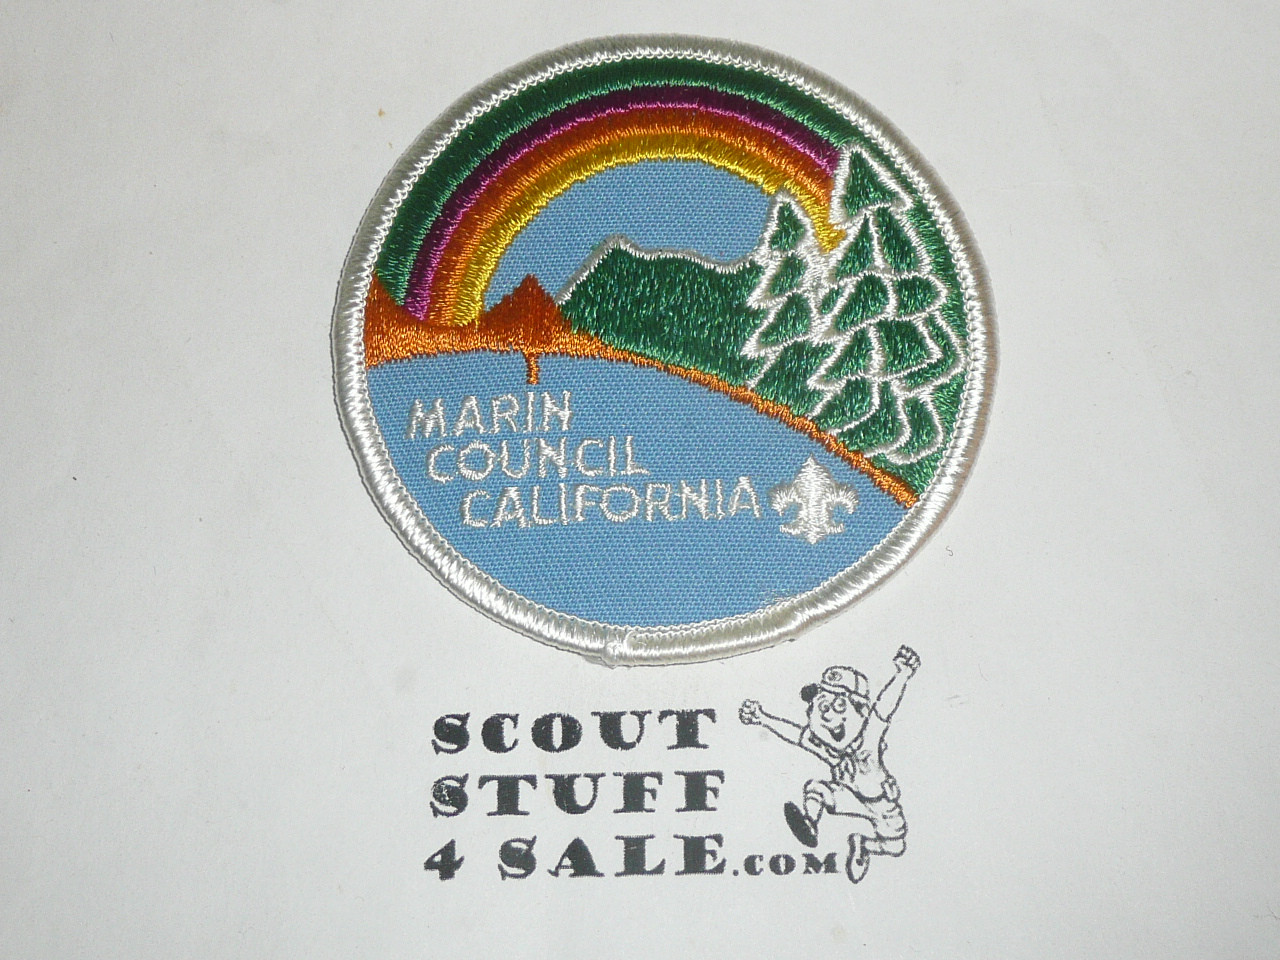 MARIN
COUNCIL
CALIFORNIA
SCOUT
STUFF
4 SALE.COM